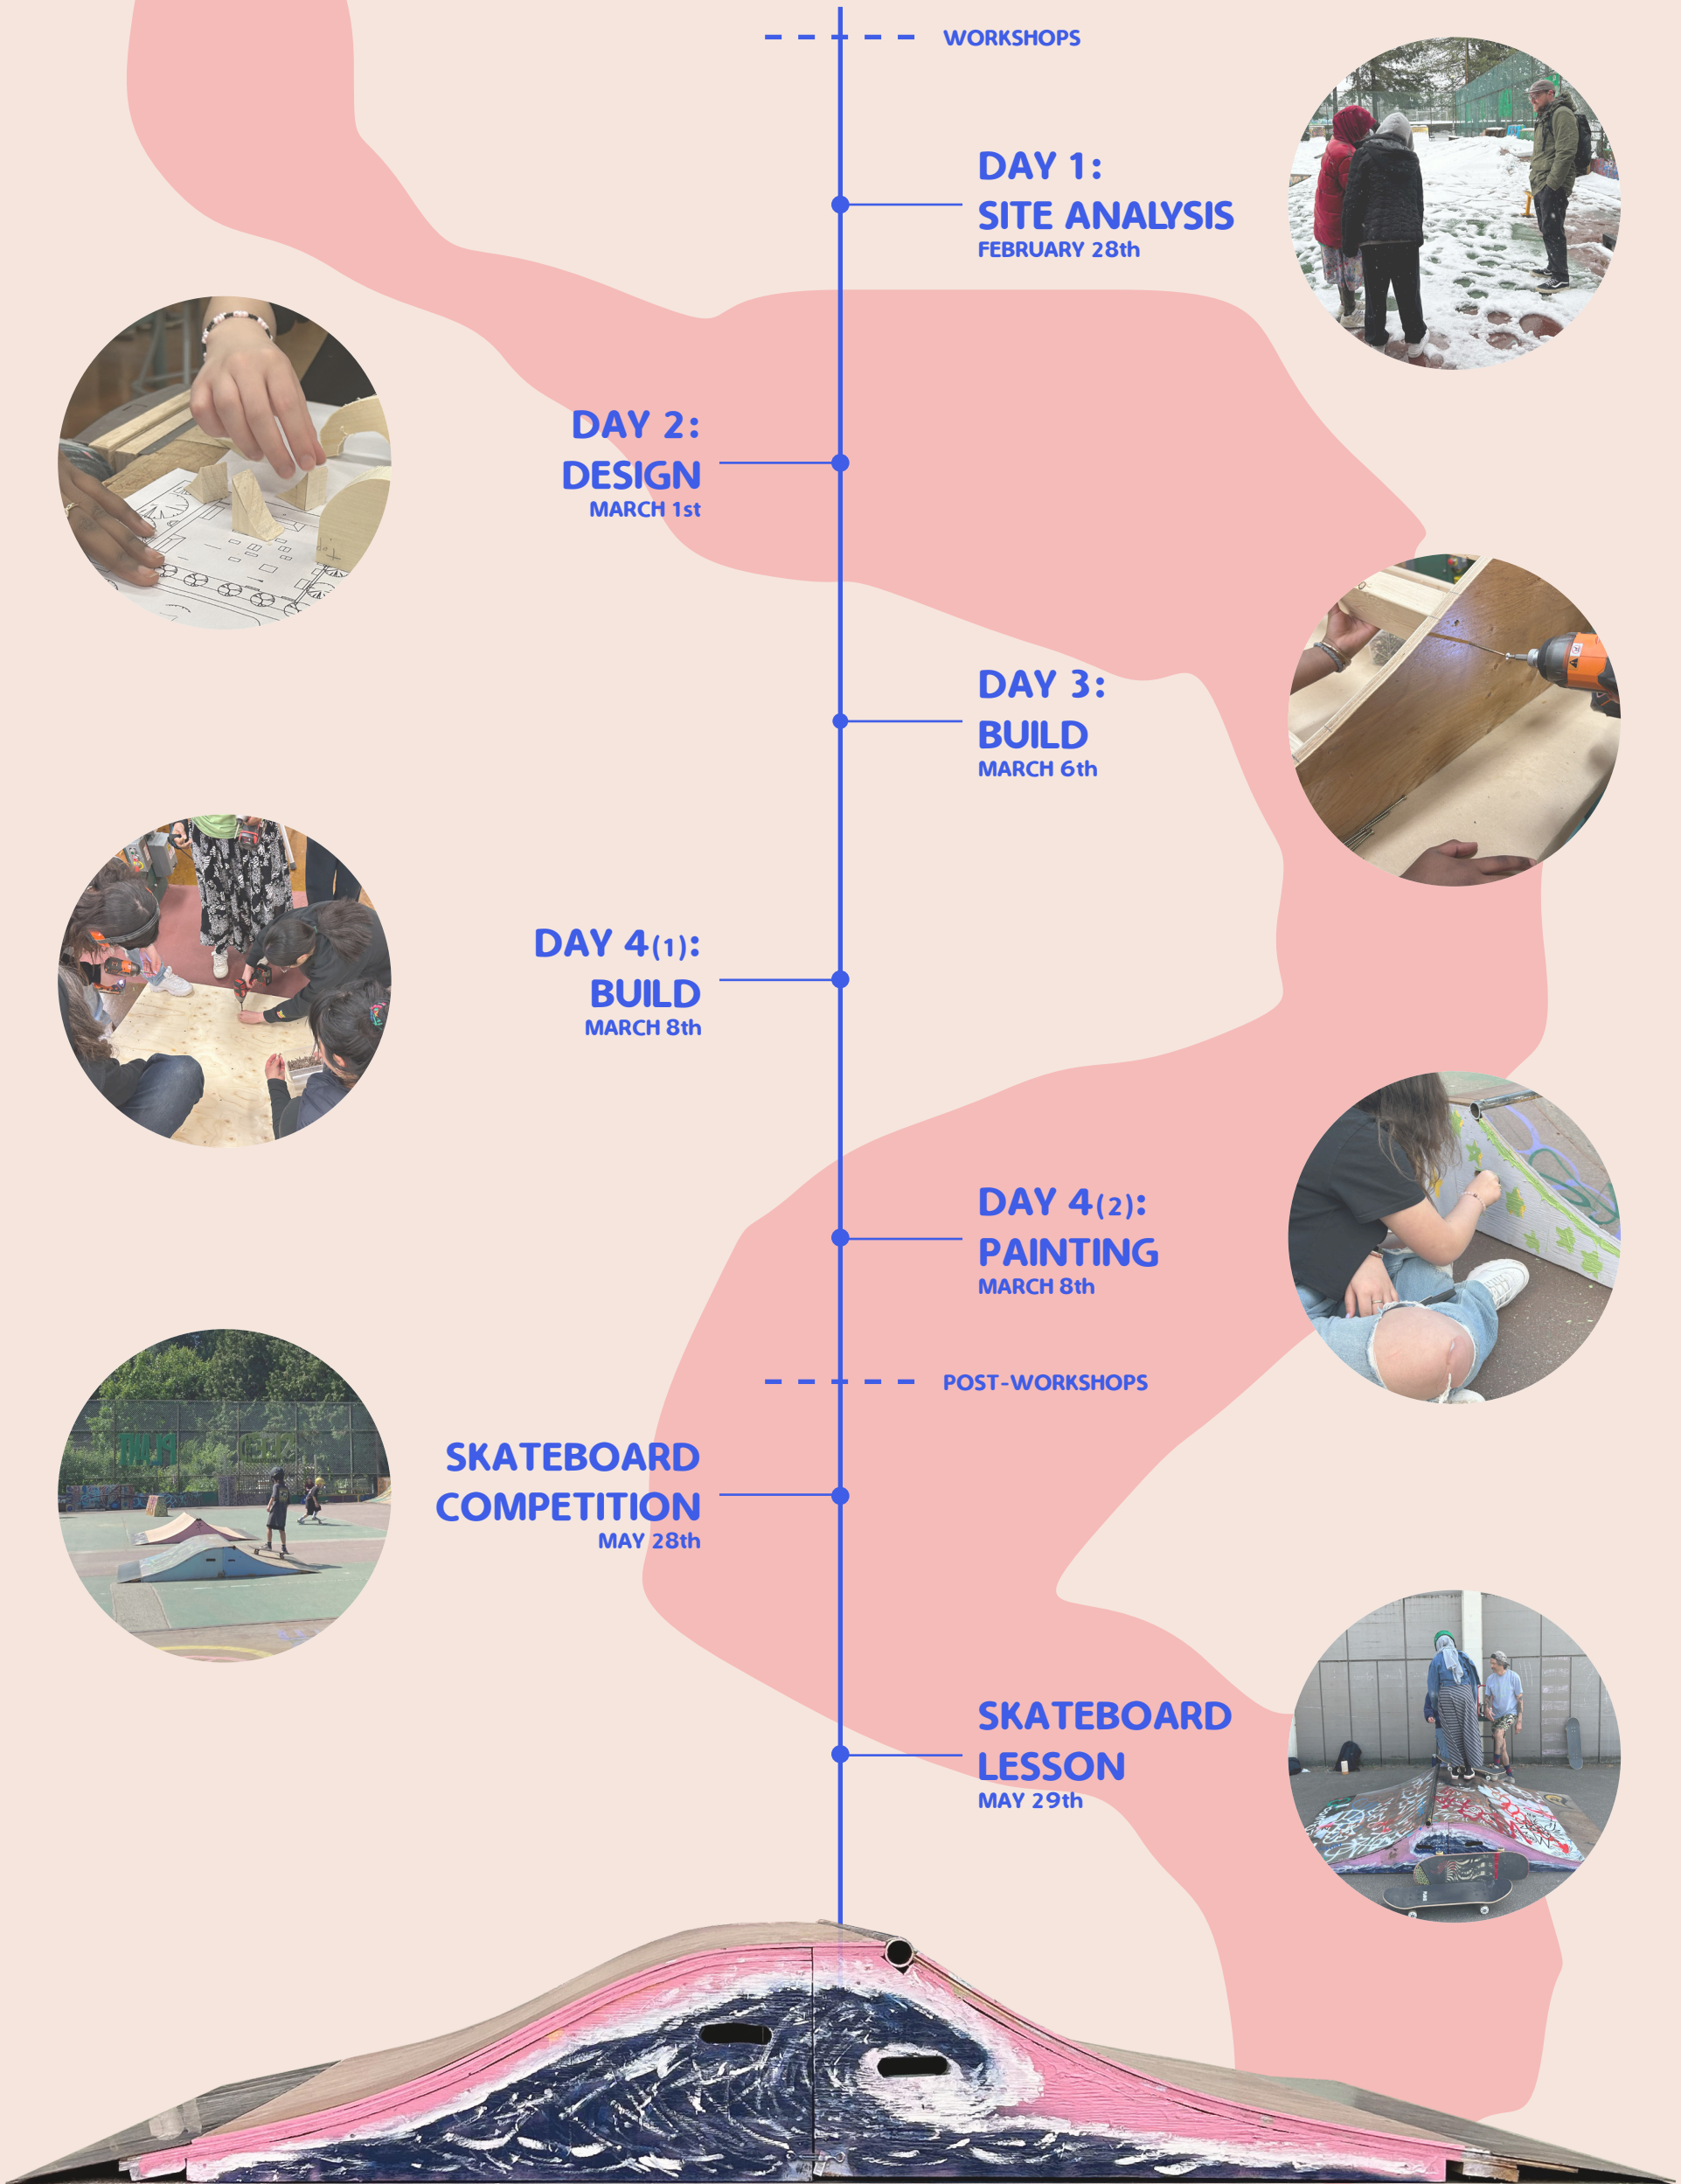 WORKSHOPS
DAY 1:
SITE ANALYSIS
FEBRUARY 28th
DAY 2:
DESIGN
MARCH 1st
DAY 3:
BUILD
MARCH 6th
DAY 4(1):
BUILD
MARCH 8th
DAY 4(2):
PAINTING
MARCH 8th
POST-WORKSHOPS
SKATEBOARD
COMPETITION
MAY 28th
SKATEBOARD
LESSON
MAY 29th